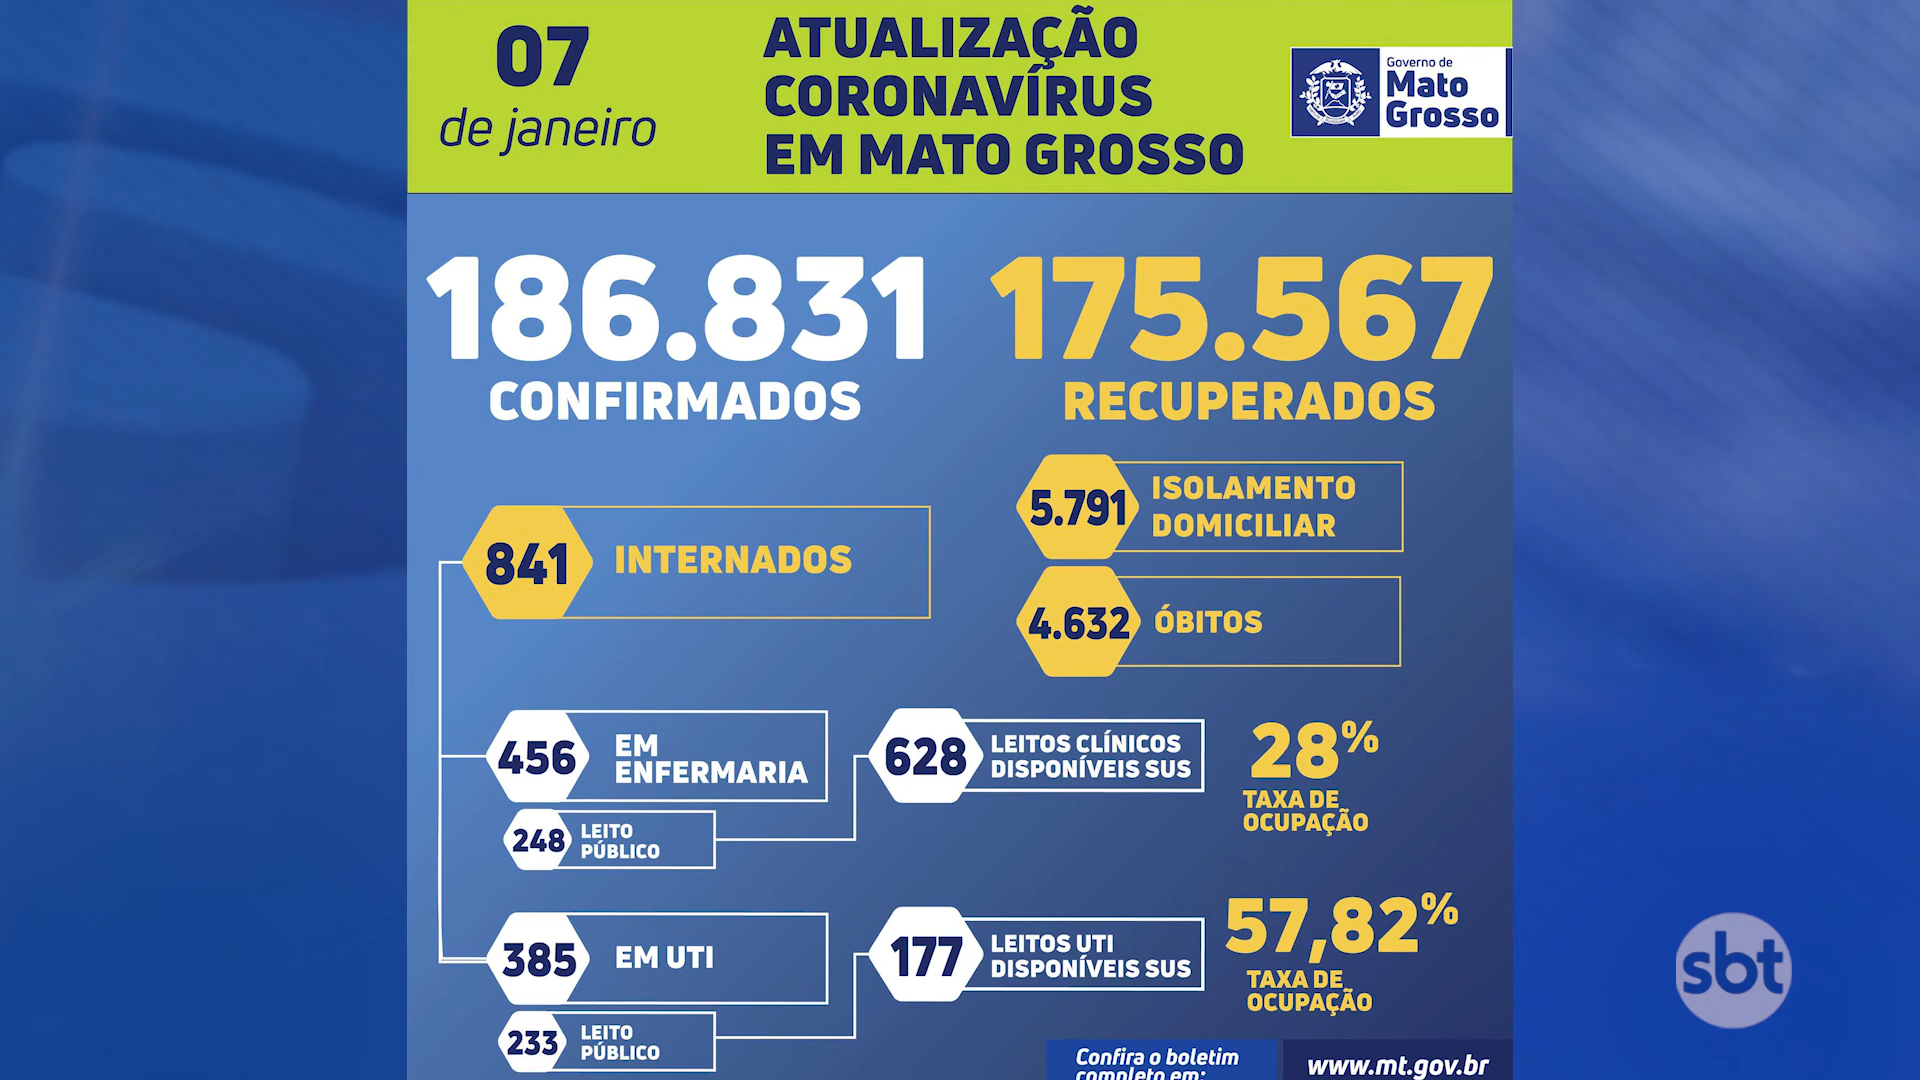 07
de janeiro
ATUALIZAÇÃO
CORONAVÍRUS
EM MATO GROSSO
Governo de
Mato
Grosso
186.831
CONFIRMADOS
175.567
RECUPERADOS
841
INTERNADOS
5.791
ISOLAMENTO
DOMICILIAR
4.632
ÓBITOS
456
EM
ENFERMARIA
248
LEITO
PÚBLICO
628
LEITOS CLÍNICOS
DISPONÍVEIS SUS
28%
TAXA DE
OCUPAÇÃO
385
EM UTI
233
LEITO
PÚBLICO
177
LEITOS UTI
DISPONÍVEIS SUS
57,82%
TAXA DE
OCUPAÇÃO
Confira o boletim
completo em:
www.mt.gov.br
sbt